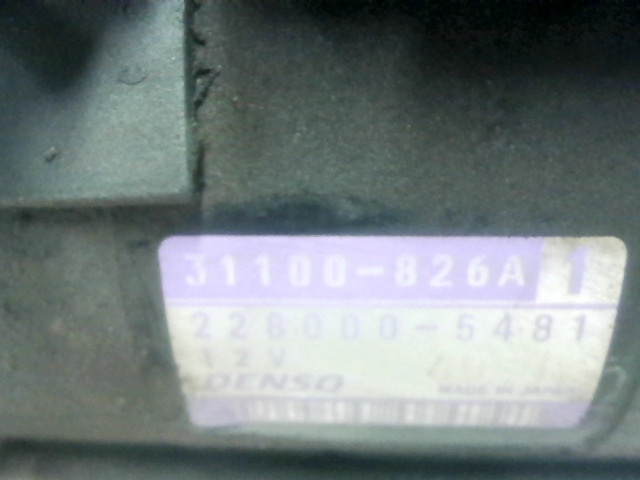 31100-826A 1
228000-5481
12V
DENSO MADE IN JAPAN